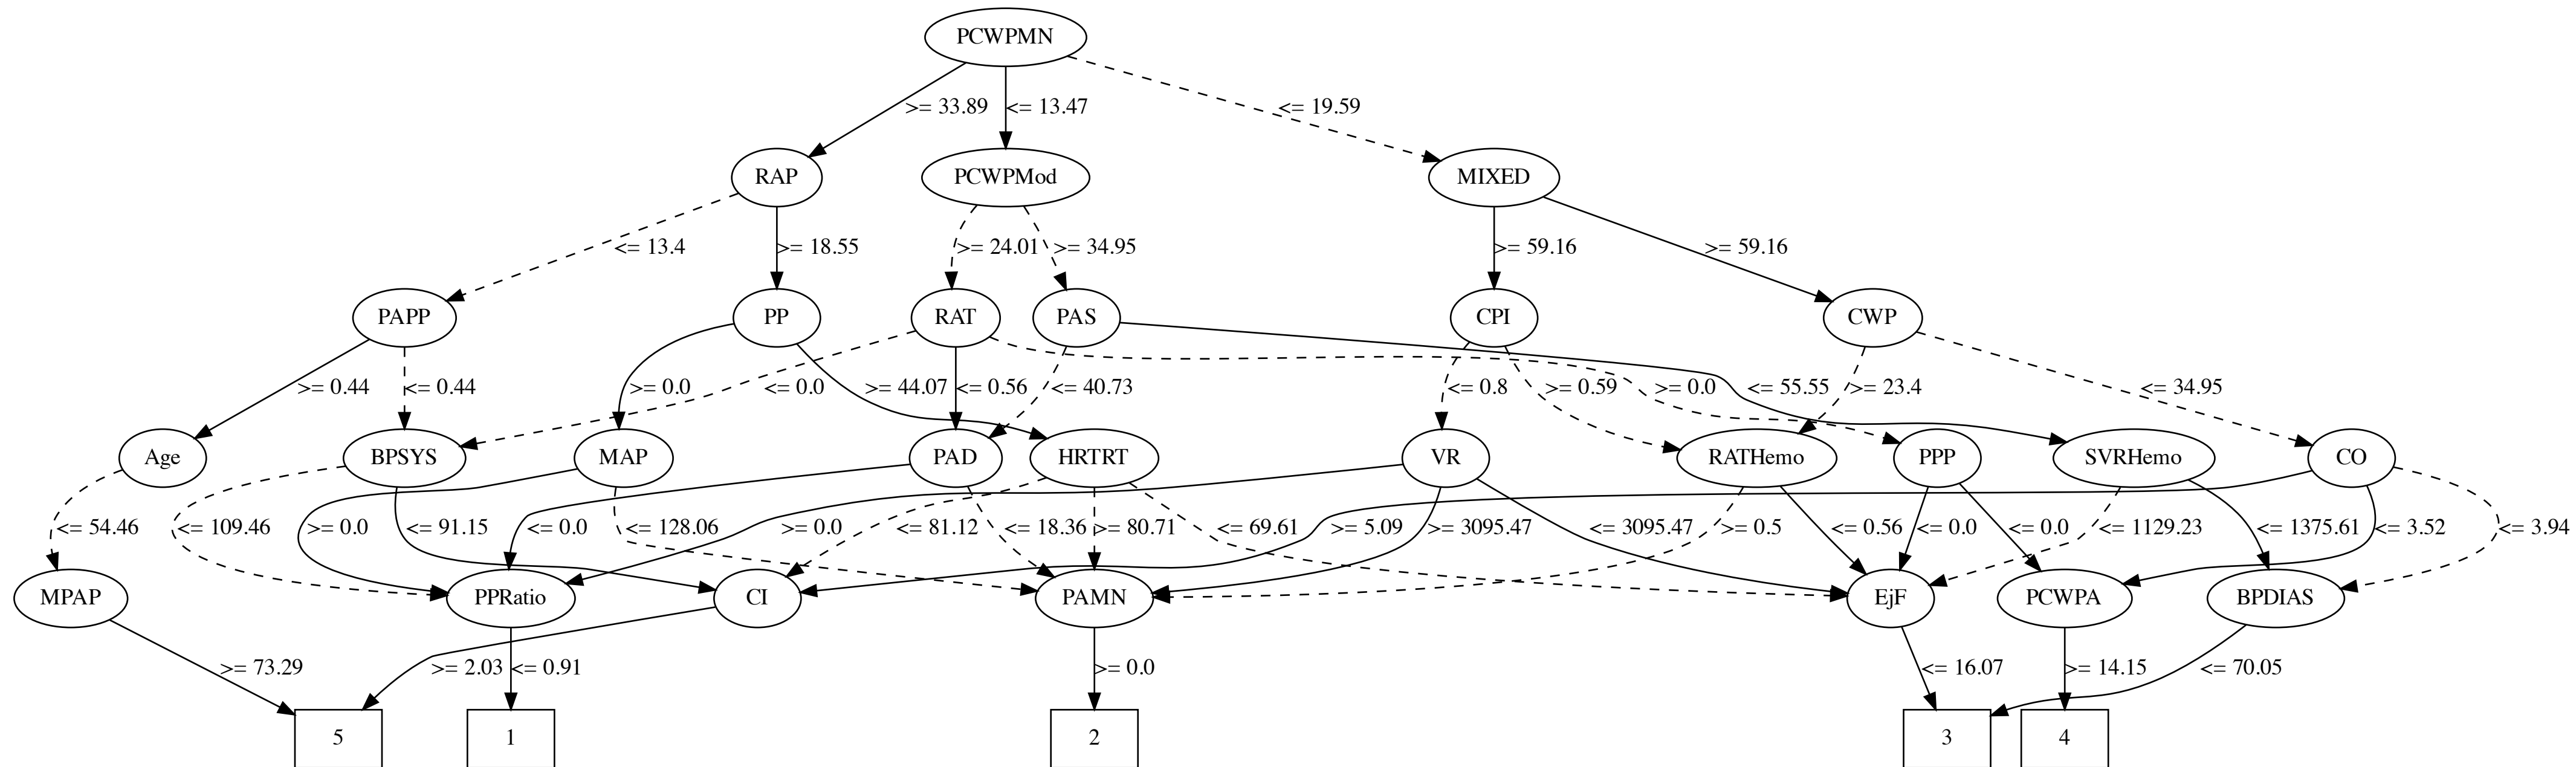 PCWPMN
>= 33.89
<= 13.47
<= 19.59
RAP
PCWPMod
MIXED
<= 13.4
>= 18.55
>= 24.01
>= 34.95
>= 59.16
>= 59.16
PAPP
PP
RAT
PAS
CPI
CWP
>= 0.44
<= 0.44
>= 0.0
<= 0.0
>= 44.07
<= 0.56
<= 40.73
<= 0.8
>= 0.59
>= 0.0
<= 55.55
>= 23.4
<= 34.95
Age
BPSYS
MAP
PAD
HRTRT
VR
RATHemo
PPP
SVRHemo
CO
<= 54.46
<= 109.46
>= 0.0
<= 91.15
<= 0.0
<= 128.06
>= 0.0
<= 81.12
<= 18.36
>= 80.71
<= 69.61
>= 5.09
>= 3095.47
<= 3095.47
>= 0.5
<= 0.56
<= 0.0
<= 0.0
<= 1129.23
<= 1375.61
<= 3.52
<= 3.94
MPAP
PPRatio
CI
PAMN
EjF
PCWPA
BPDIAS
>= 73.29
>= 2.03
<= 0.91
>= 0.0
<= 16.07
>= 14.15
<= 70.05
5
1
2
3
4